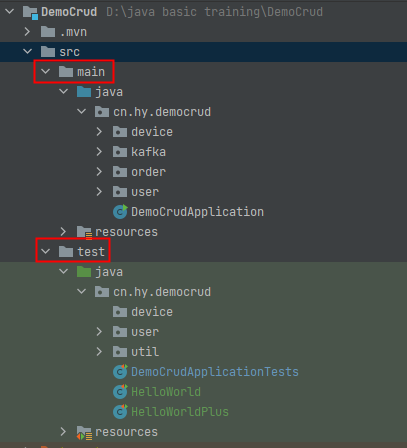 DemoCrud D:\java basic training\DemoCrud
.mvn
src
main
java
cn.hy.democrud
device
kafka
order
user
DemoCrudApplication
resources
test
java
cn.hy.democrud
device
user
util
DemoCrudApplicationTests
HelloWorld
HelloWorldPlus
resources